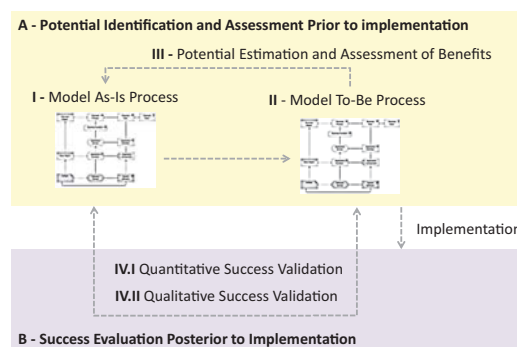 A - Potential Identification and Assessment Prior to implementation
III - Potential Estimation and Assessment of Benefits
I - Model As-Is Process
II - Model To-Be Process
Implementation
IV.I Quantitative Success Validation
IV.II Qualitative Success Validation
B - Success Evaluation Posterior to Implementation